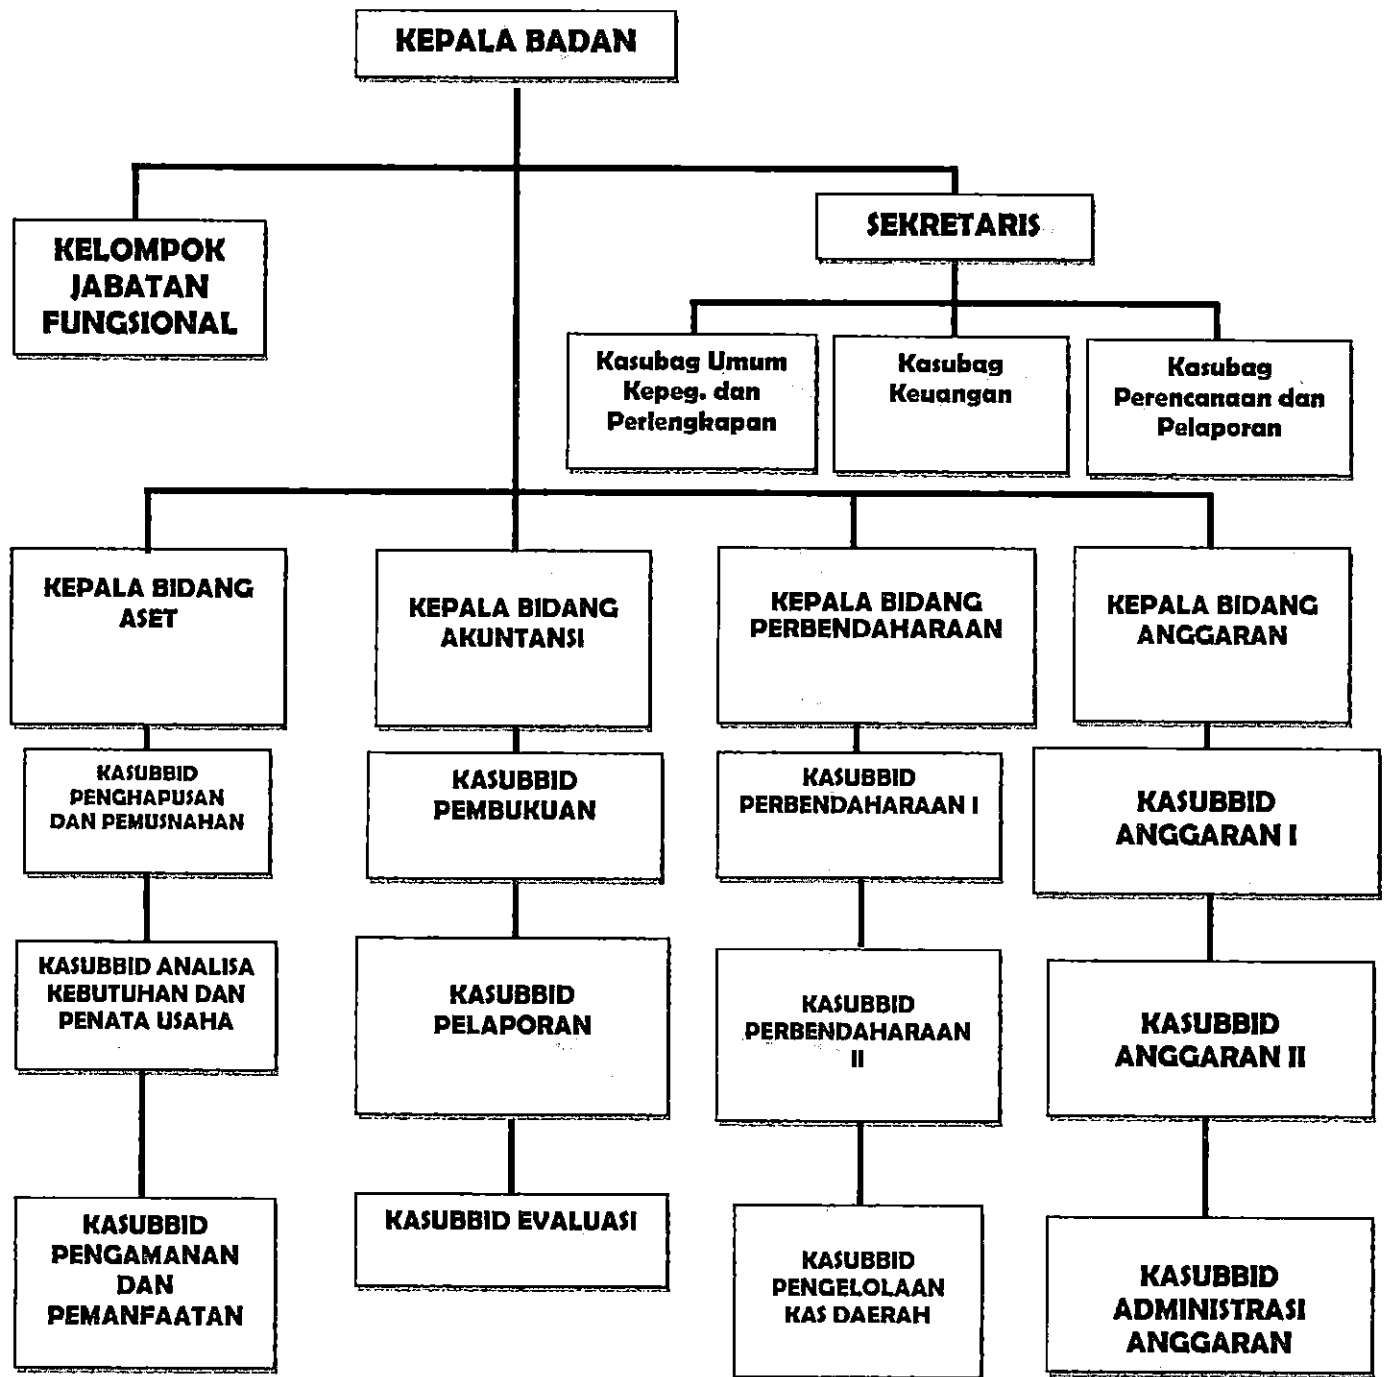 KEPALA BADAN
KELOMPOK
JABATAN
FUNGSIONAL
SEKRETARIS
Kasubag Umum
Kepeg. dan
Perlengkapan
Kasubag
Keuangan
Kasubag
Perencanaan dan
Pelaporan
KEPALA BIDANG
ASET
KEPALA BIDANG
AKUNTANSI
KEPALA BIDANG
PERBENDAHARAAN
KEPALA BIDANG
ANGGARAN
KASUBBID
PENGHAPUSAN
DAN PEMUSNAHAN
KASUBBID
PEMBUKUAN
KASUBBID
PERBENDAHARAAN I
KASUBBID
ANGGARAN I
KASUBBID ANALISA
KEBUTUHAN DAN
PENATA USAHA
KASUBBID
PELAPORAN
KASUBBID
PERBENDAHARAAN
II
KASUBBID
ANGGARAN II
KASUBBID
PENGAMANAN
DAN
PEMANFAATAN
KASUBBID EVALUASI
KASUBBID
PENGELOLAAN
KAS DAERAH
KASUBBID
ADMINISTRASI
ANGGARAN